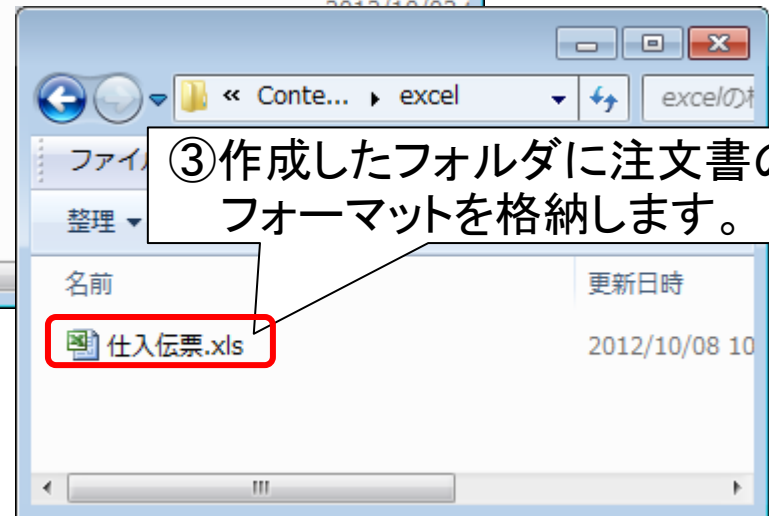 « Conte... ▸ excel
excelの
ファイ
③作成したフォルダに注文書の
フォーマットを格納します。
整理 ▼
名前 更新日時
仕入伝票.xls 2012/10/08 10